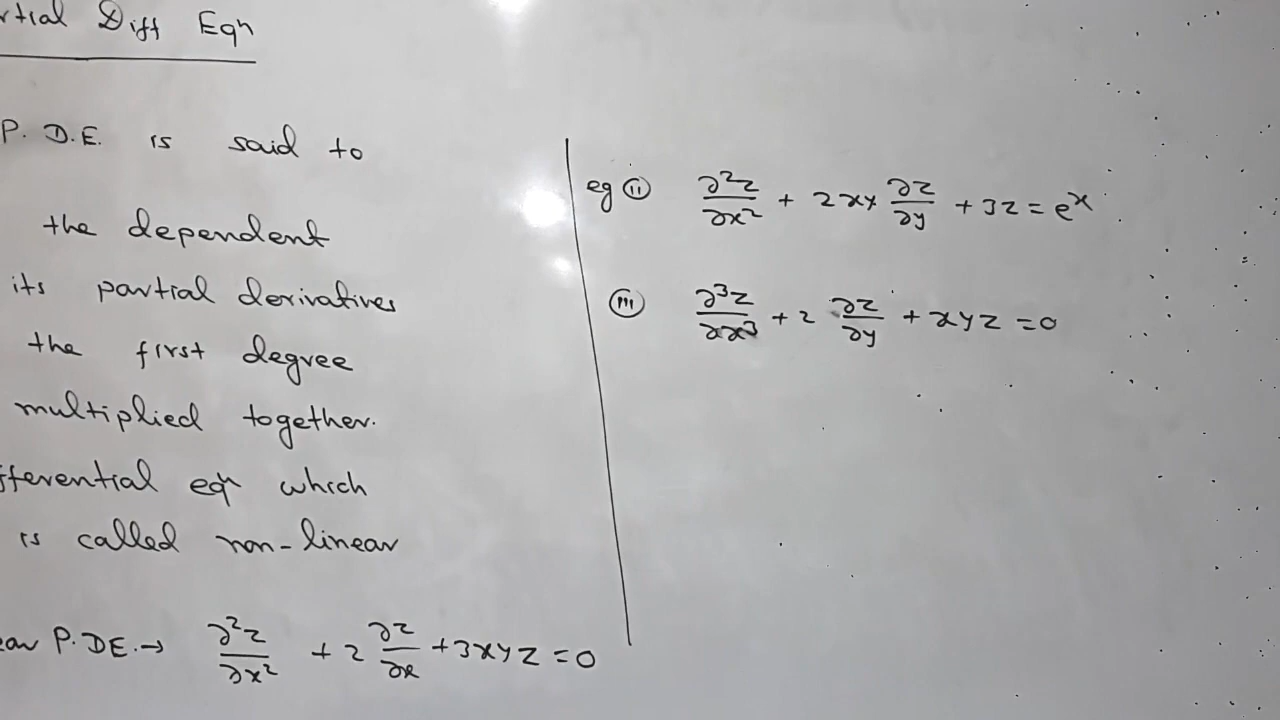 rtial Diff Eqn
P. D.E. is said to
the dependent
its partial derivatives
the first degree
multiplied together.
fferential eqn which
is called non-linear
ear P.DE.→ ∂²z/∂x² + 2 ∂z/∂x + 3xyz = 0
eg (ii) ∂²z/∂x² + 2xy ∂z/∂y + 3z = eˣ
(iii) ∂³z/∂x³ + 2 ∂z/∂y + xyz = 0